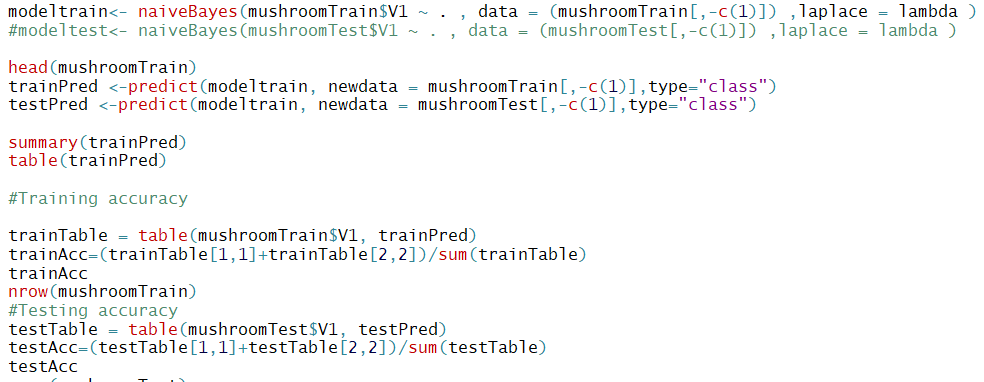 modeltrain<- naiveBayes(mushroomTrain$V1 ~ . , data = (mushroomTrain[,-c(1)]) ,laplace = lambda )
#modeltest<- naiveBayes(mushroomTest$V1 ~ . , data = (mushroomTest[,-c(1)]) ,laplace = lambda )
head(mushroomTrain)
trainPred <-predict(modeltrain, newdata = mushroomTrain[,-c(1)],type="class")
testPred <-predict(modeltrain, newdata = mushroomTest[,-c(1)],type="class")
summary(trainPred)
table(trainPred)
#Training accuracy
trainTable = table(mushroomTrain$V1, trainPred)
trainAcc=(trainTable[1,1]+trainTable[2,2])/sum(trainTable)
trainAcc
nrow(mushroomTrain)
#Testing accuracy
testTable = table(mushroomTest$V1, testPred)
testAcc=(testTable[1,1]+testTable[2,2])/sum(testTable)
testAcc